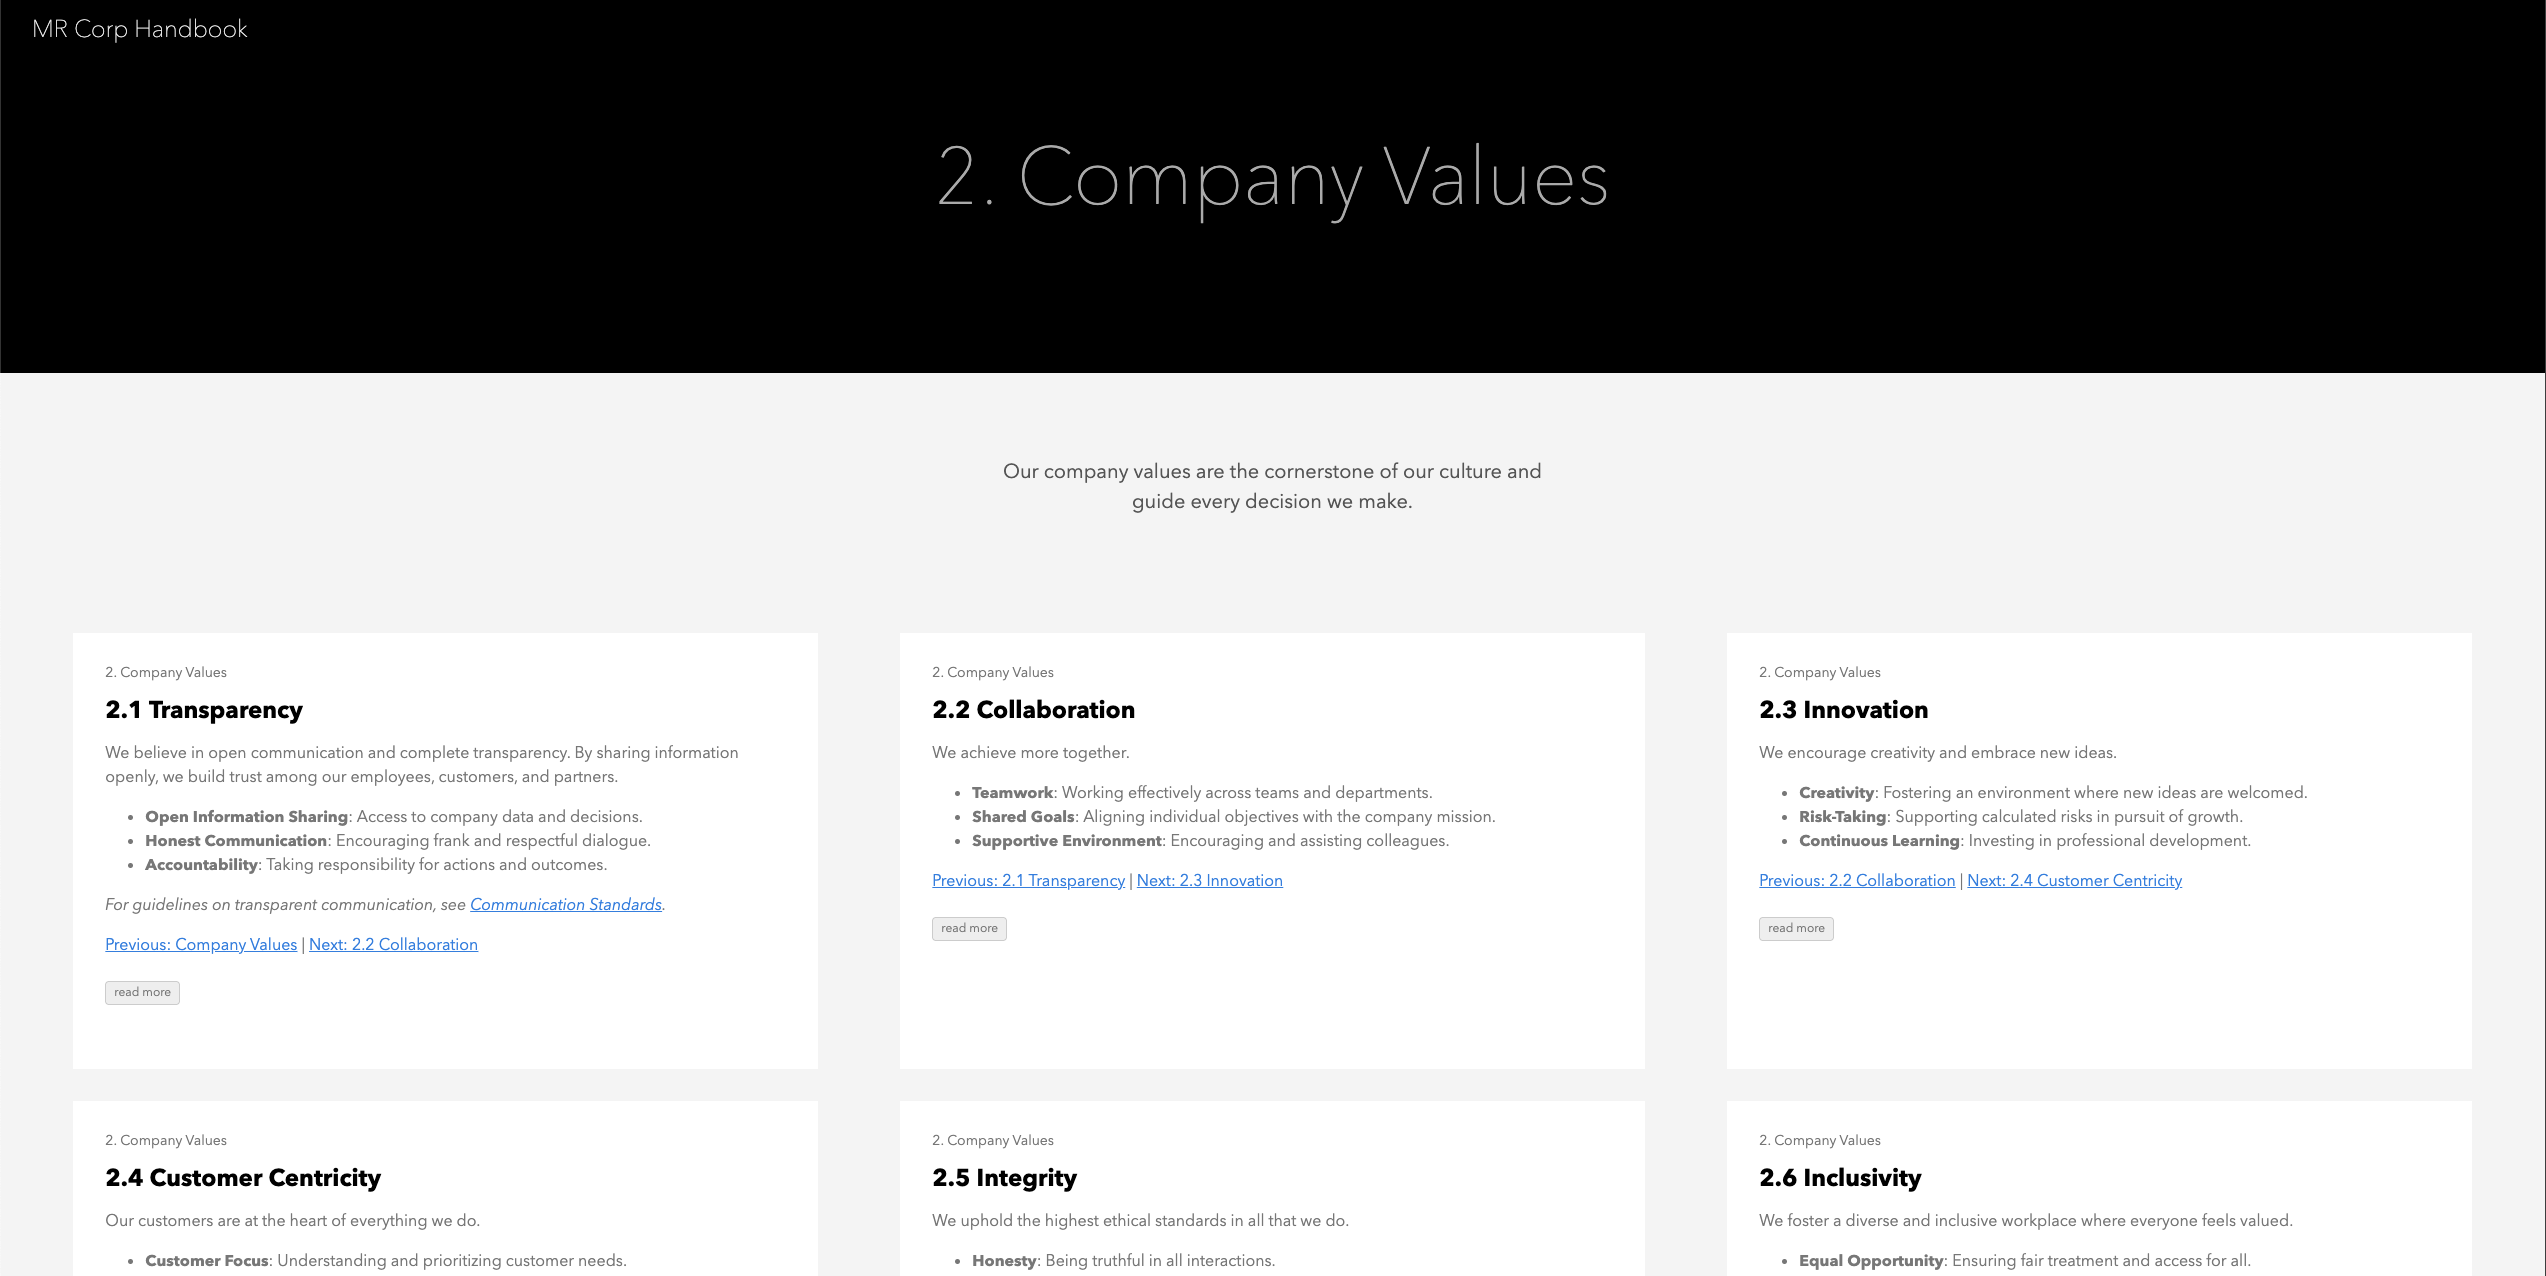 MR Corp Handbook
2. Company Values
Our company values are the cornerstone of our culture and
guide every decision we make.
2. Company Values
2.1 Transparency
We believe in open communication and complete transparency. By sharing information
openly, we build trust among our employees, customers, and partners.
• Open Information Sharing: Access to company data and decisions.
• Honest Communication: Encouraging frank and respectful dialogue.
• Accountability: Taking responsibility for actions and outcomes.
For guidelines on transparent communication, see Communication Standards.
Previous: Company Values | Next: 2.2 Collaboration
read more
2. Company Values
2.2 Collaboration
We achieve more together.
• Teamwork: Working effectively across teams and departments.
• Shared Goals: Aligning individual objectives with the company mission.
• Supportive Environment: Encouraging and assisting colleagues.
Previous: 2.1 Transparency | Next: 2.3 Innovation
read more
2. Company Values
2.3 Innovation
We encourage creativity and embrace new ideas.
• Creativity: Fostering an environment where new ideas are welcomed.
• Risk-Taking: Supporting calculated risks in pursuit of growth.
• Continuous Learning: Investing in professional development.
Previous: 2.2 Collaboration | Next: 2.4 Customer Centricity
read more
2. Company Values
2.4 Customer Centricity
Our customers are at the heart of everything we do.
• Customer Focus: Understanding and prioritizing customer needs.
2. Company Values
2.5 Integrity
We uphold the highest ethical standards in all that we do.
• Honesty: Being truthful in all interactions.
2. Company Values
2.6 Inclusivity
We foster a diverse and inclusive workplace where everyone feels valued.
• Equal Opportunity: Ensuring fair treatment and access for all.